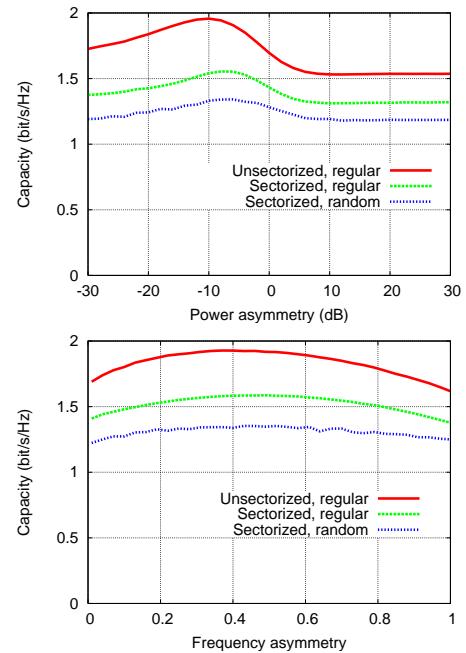 2
1.5
1
0.5
0
Capacity (bit/s/Hz)
Unsectorized, regular
Sectorized, regular
Sectorized, random
-30 -20 -10 0 10 20 30
Power asymmetry (dB)
2
1.5
1
0.5
0
Capacity (bit/s/Hz)
Unsectorized, regular
Sectorized, regular
Sectorized, random
0 0.2 0.4 0.6 0.8 1
Frequency asymmetry